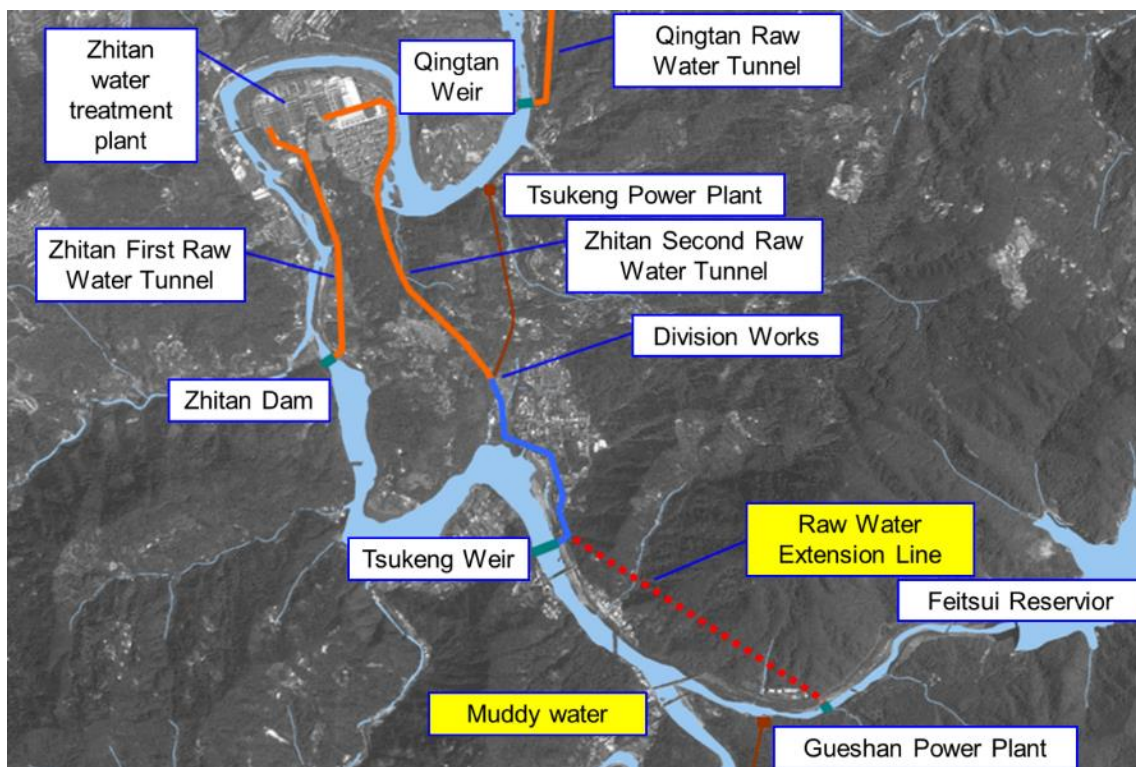 Zhitan
water
treatment
plant
Qingtan
Weir
Qingtan Raw
Water Tunnel
Tsukeng Power Plant
Zhitan First Raw
Water Tunnel
Zhitan Second Raw
Water Tunnel
Division Works
Zhitan Dam
Tsukeng Weir
Raw Water
Extension Line
Feitsui Reservior
Muddy water
Gueshan Power Plant